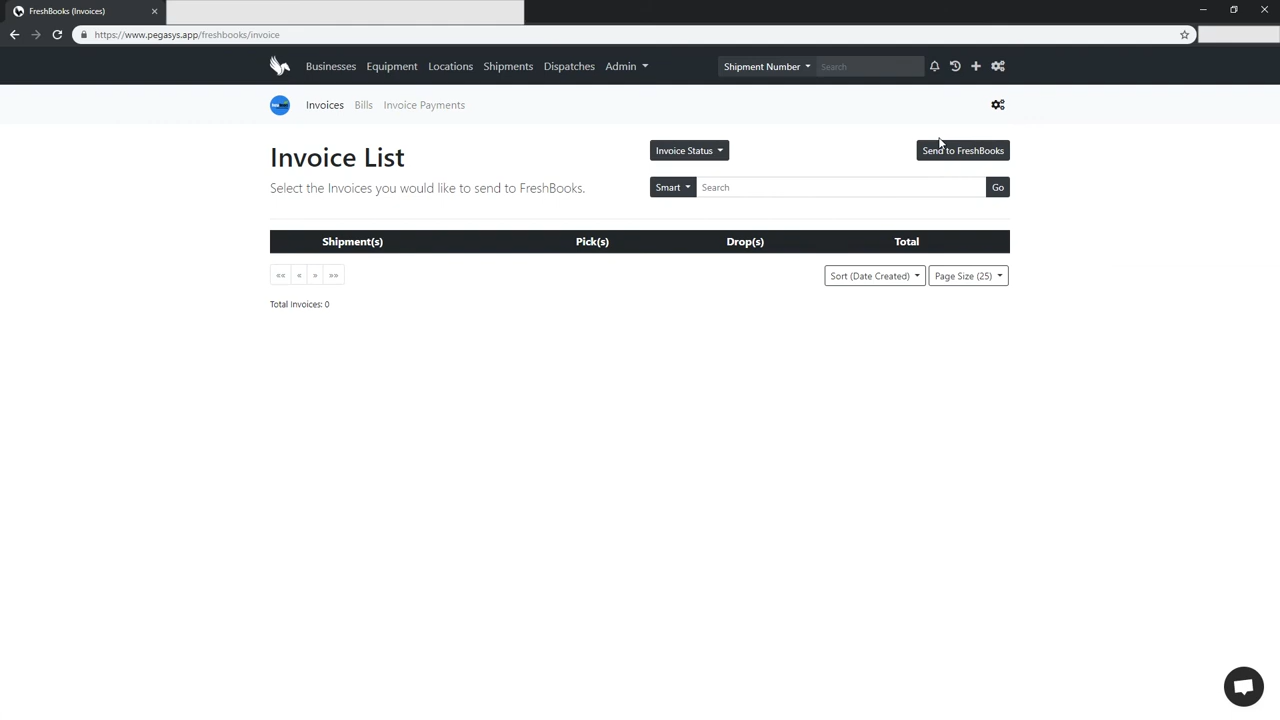 FreshBooks (Invoices)
https://www.pegasys.app/freshbooks/invoice
Businesses Equipment Locations Shipments Dispatches Admin Shipment Number Search
Invoices Bills Invoice Payments
Invoice List Invoice Status Send to FreshBooks
Select the Invoices you would like to send to FreshBooks. Smart Search Go
Shipment(s) Pick(s) Drop(s) Total
«« « » »» Sort (Date Created) Page Size (25)
Total Invoices: 0